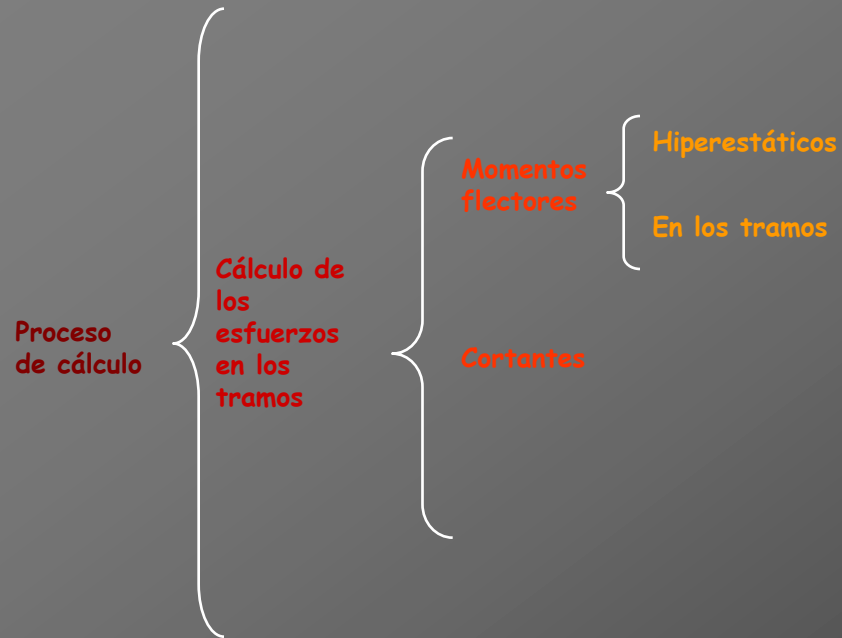 Proceso
de cálculo
Cálculo de
los
esfuerzos
en los
tramos
Momentos
flectores
Hiperestáticos
En los tramos
Cortantes